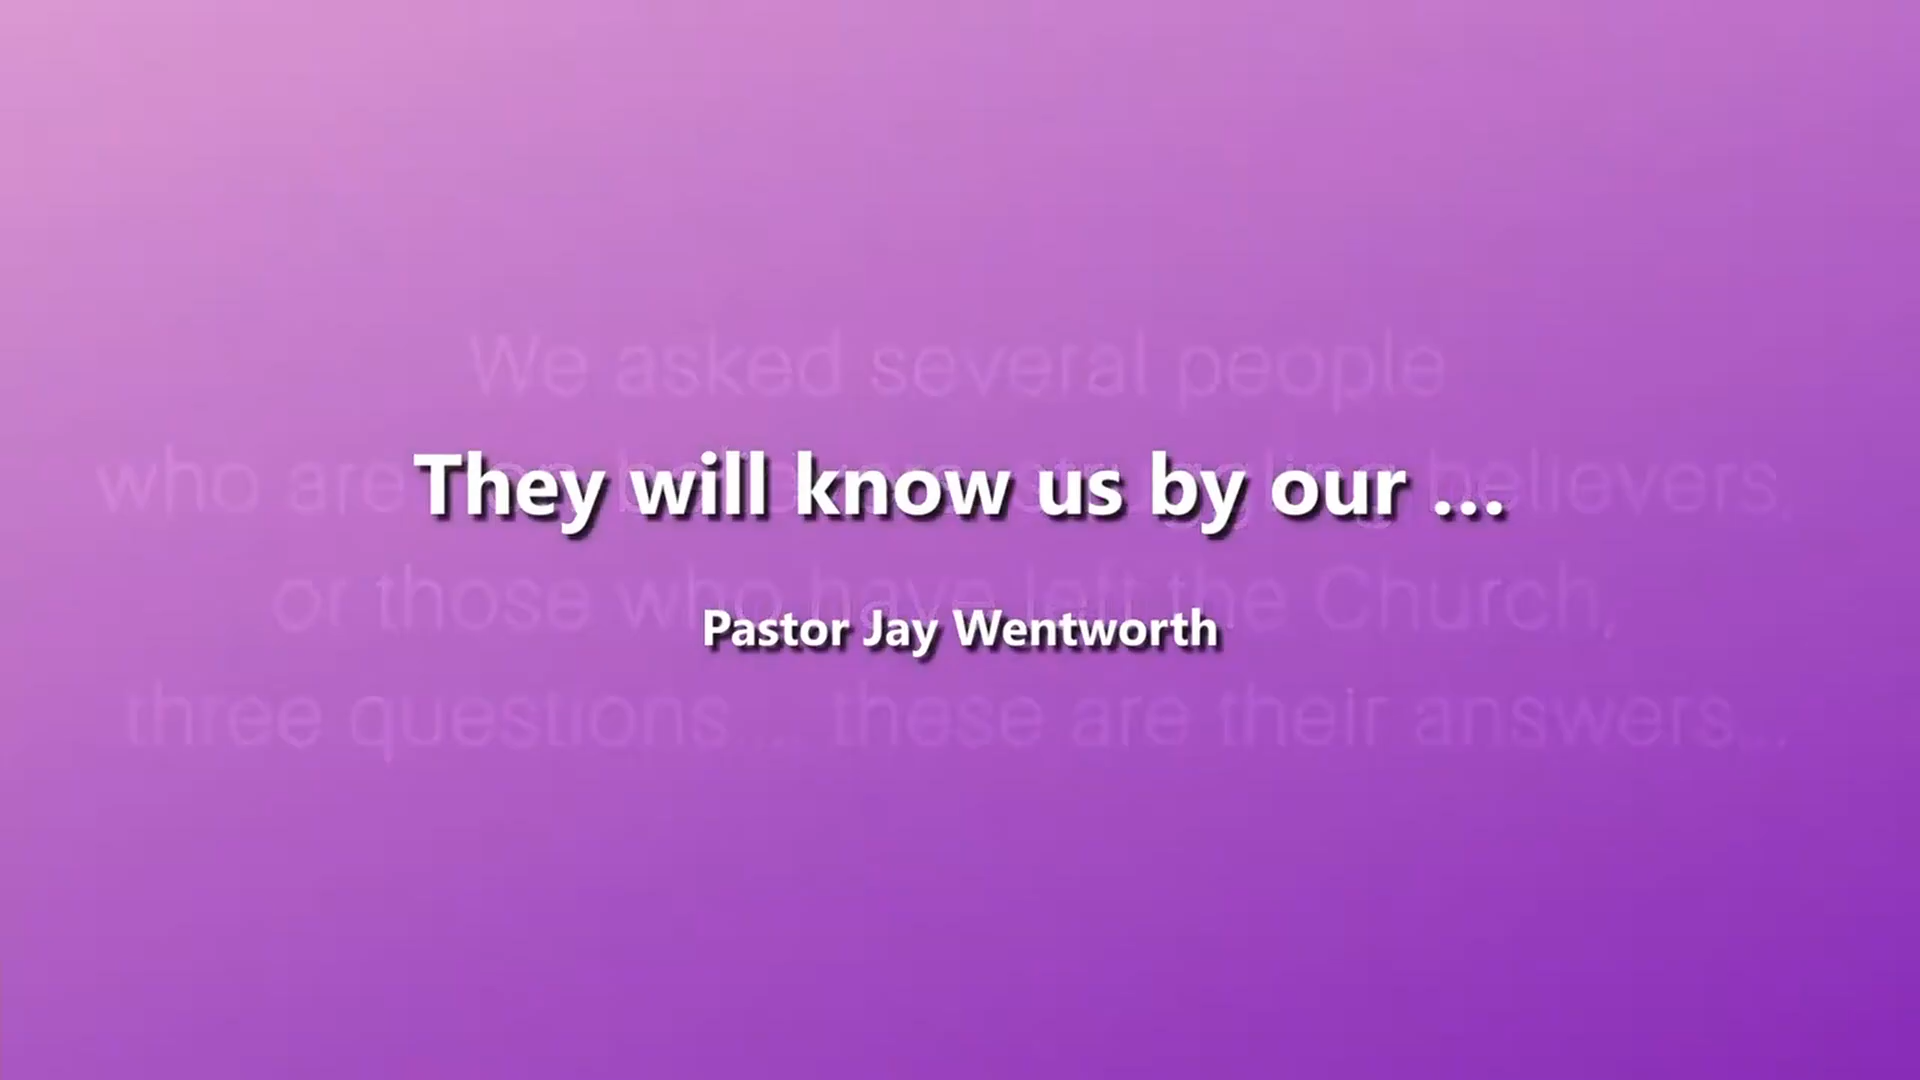 We asked several people
They will know us by our ...
who are believers,
or those who have left the Church,
Pastor Jay Wentworth
three questions... these are their answers...